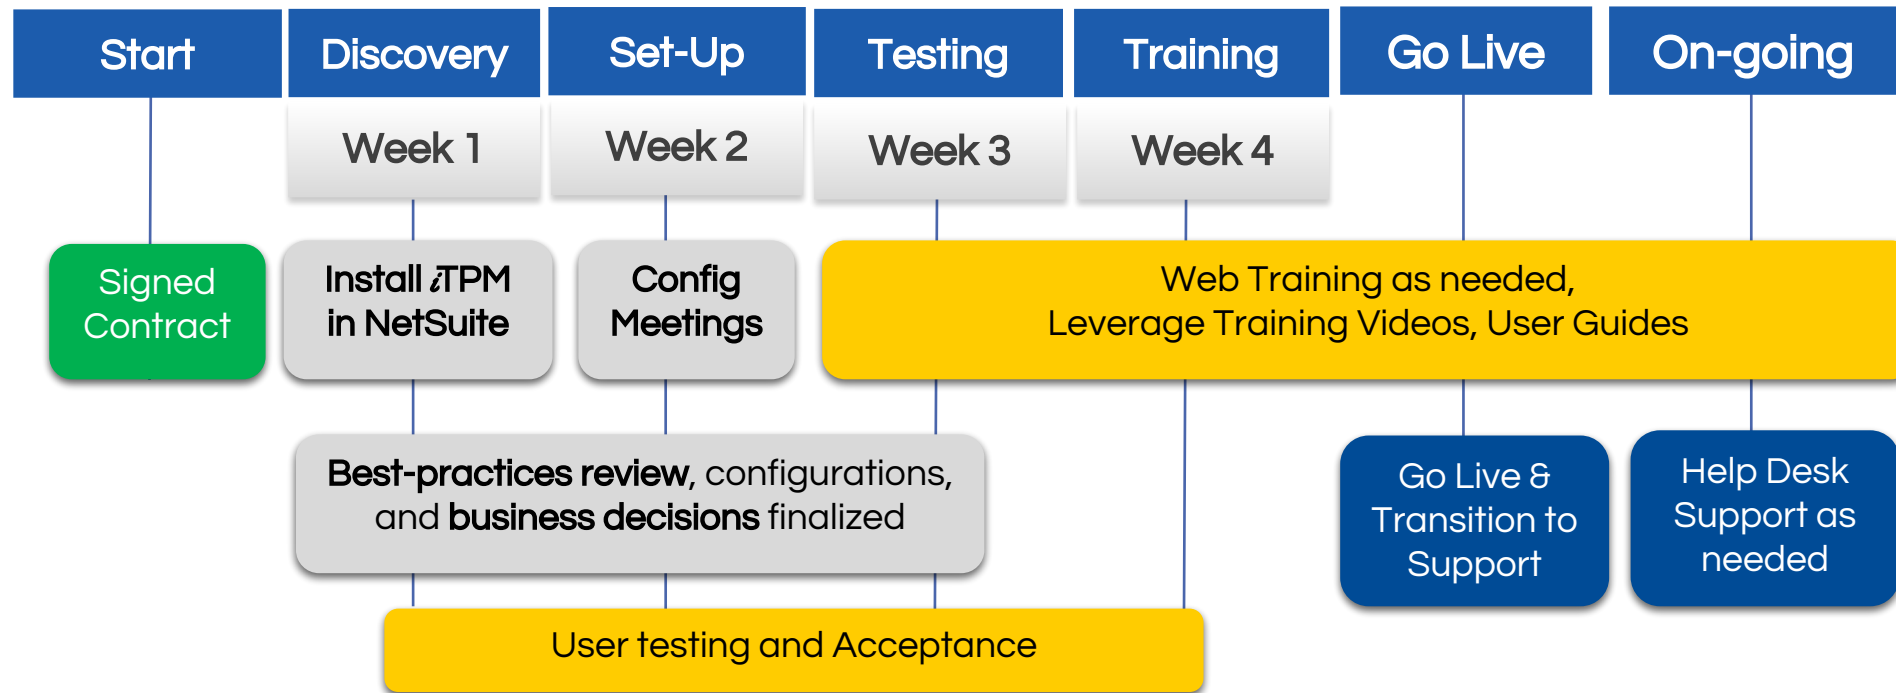 Start
Discovery
Set-Up
Testing
Training
Go Live
On-going
Week 1
Week 2
Week 3
Week 4
Signed
Contract
Install iTPM
in NetSuite
Config
Meetings
Web Training as needed,
Leverage Training Videos, User Guides
Best-practices review, configurations,
and business decisions finalized
Go Live &
Transition to
Support
Help Desk
Support as
needed
User testing and Acceptance